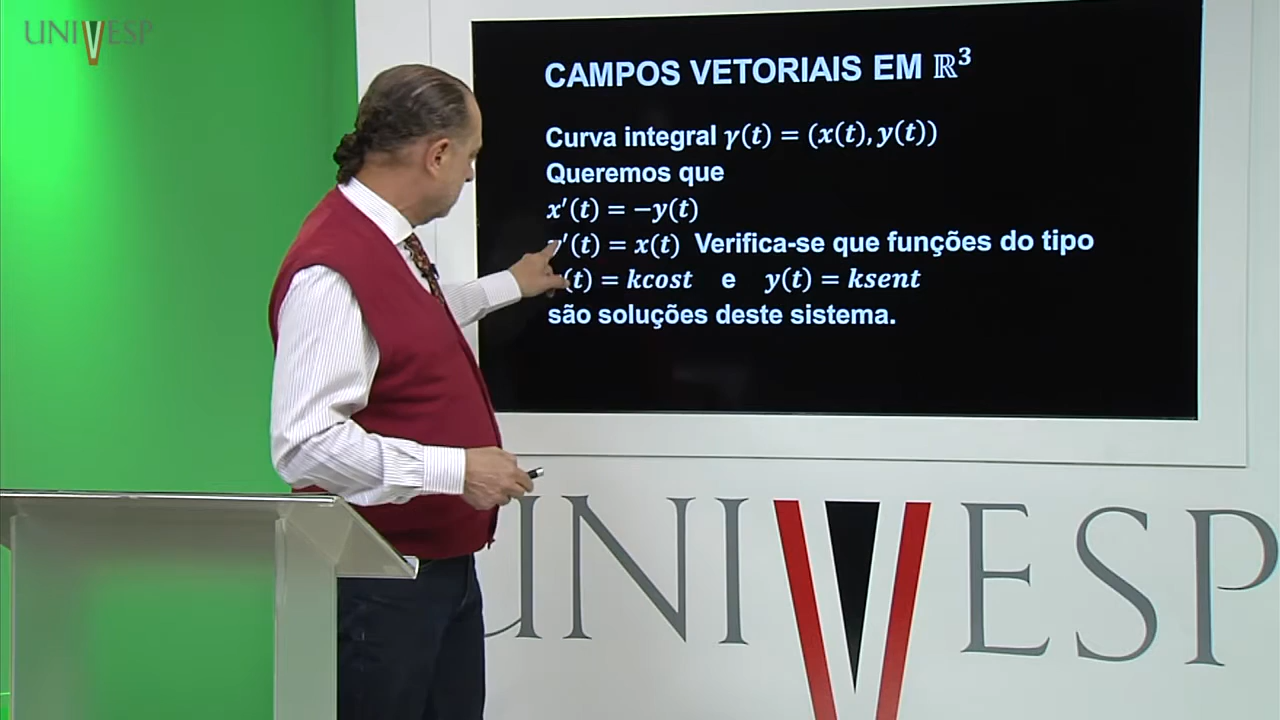 UNIVESP
CAMPOS VETORIAIS EM ℝ³
Curva integral γ(t) = (x(t), y(t))
Queremos que
x′(t) = −y(t)
′(t) = x(t) Verifica-se que funções do tipo
(t) = kcost e y(t) = ksent
são soluções deste sistema.
UNIVESP